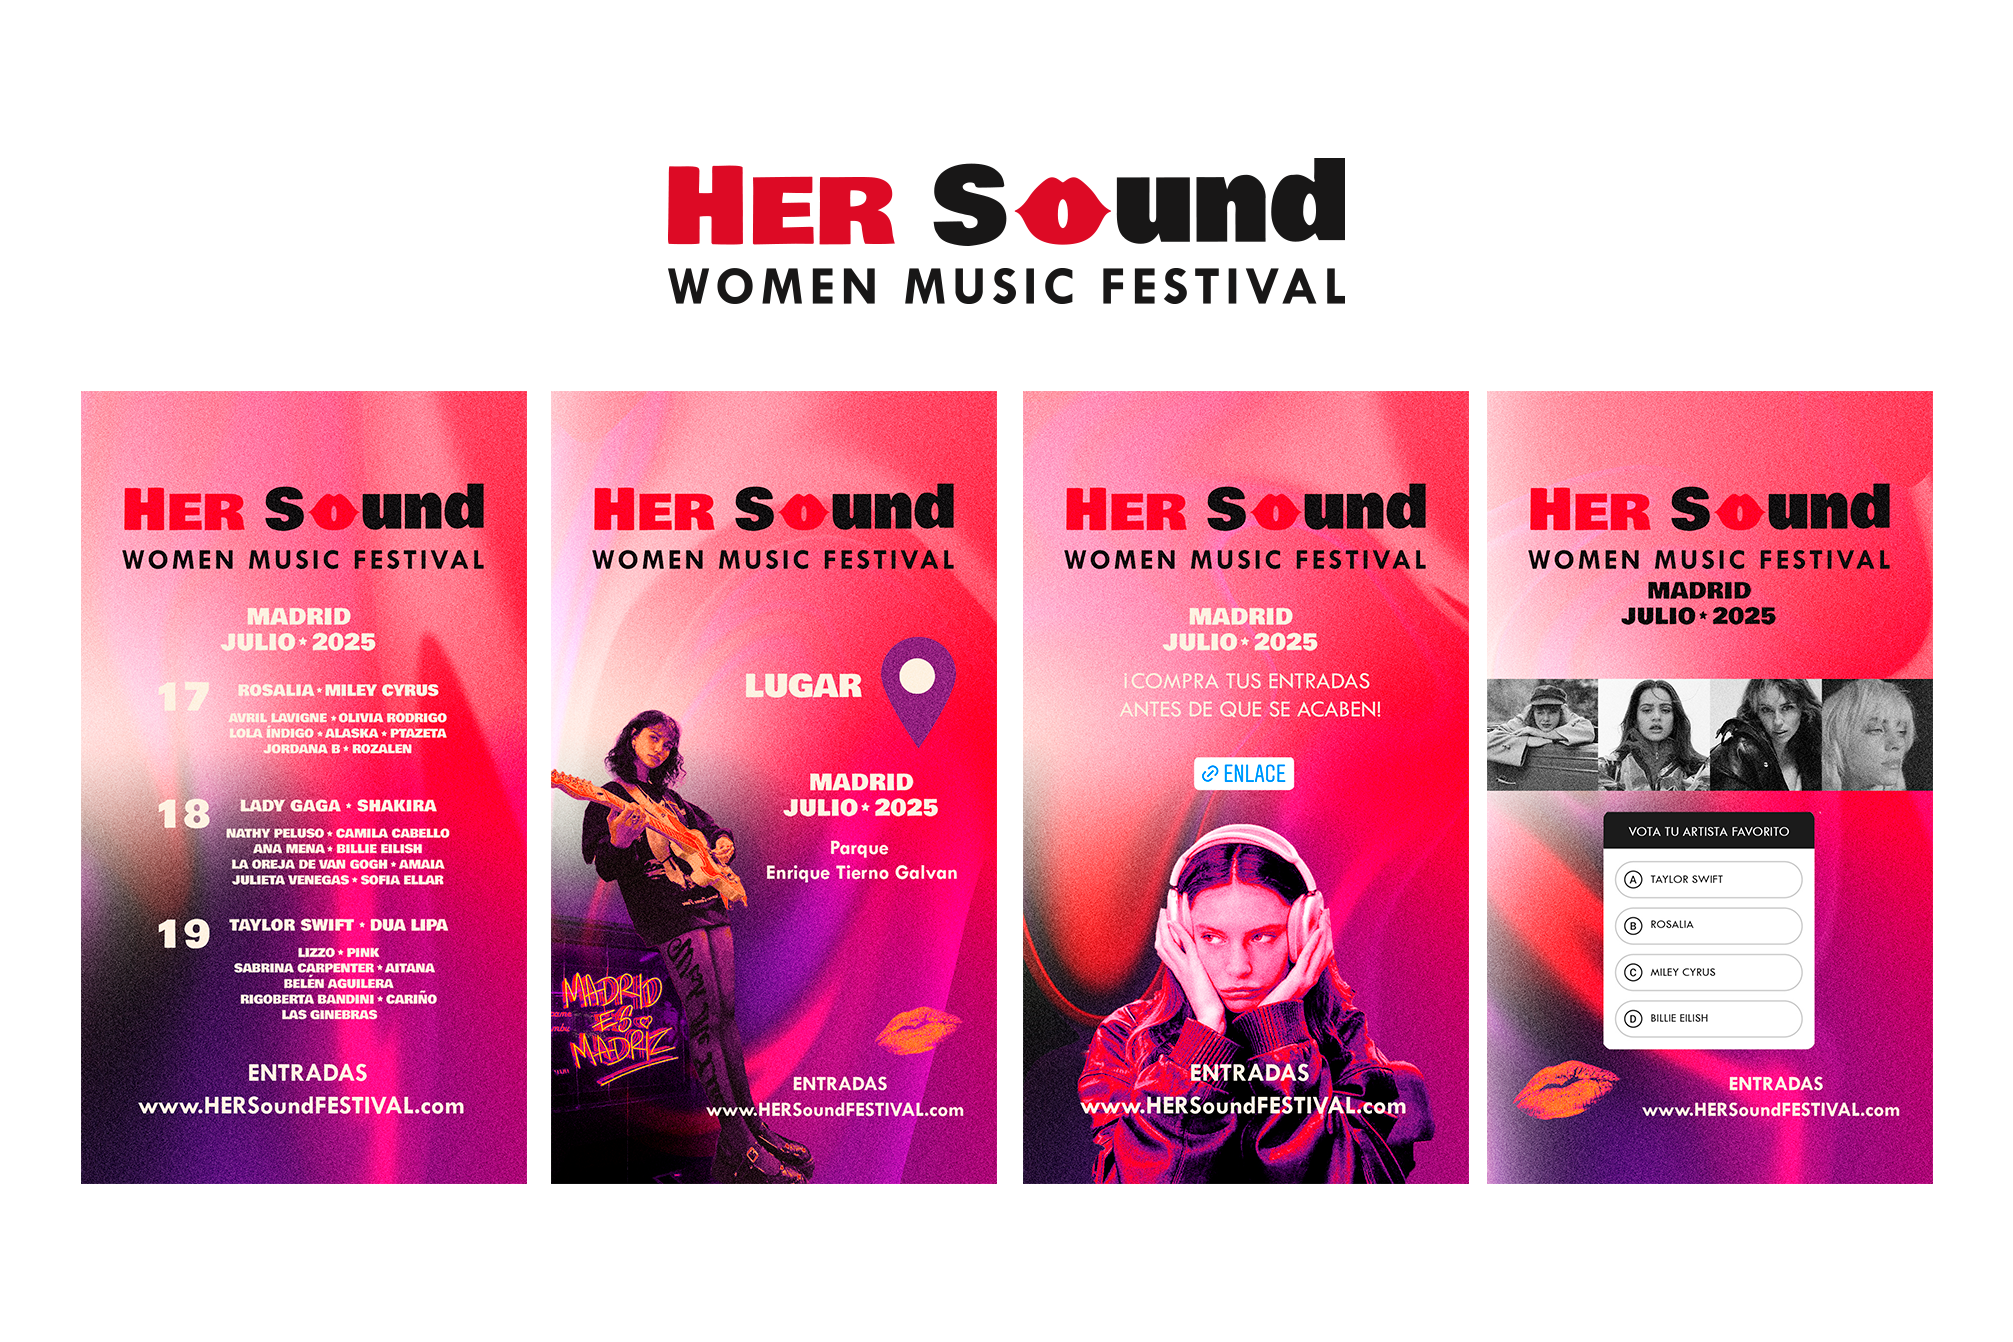 HER Sound
WOMEN MUSIC FESTIVAL
HER Sound
WOMEN MUSIC FESTIVAL
MADRID
JULIO★2025
17
ROSALIA★MILEY CYRUS
AVRIL LAVIGNE★OLIVIA RODRIGO
LOLA ÍNDIGO★ALASKA★PTAZETA
JORDANA B★ROZALEN
18
LADY GAGA★SHAKIRA
NATHY PELUSO★CAMILA CABELLO
ANA MENA★BILLIE EILISH
LA OREJA DE VAN GOGH★AMAIA
JULIETA VENEGAS★SOFIA ELLAR
19
TAYLOR SWIFT★DUA LIPA
LIZZO★PINK
SABRINA CARPENTER★AITANA
BELÉN AGUILERA
RIGOBERTA BANDINI★CARIÑO
LAS GINEBRAS
ENTRADAS
www.HERSoundFESTIVAL.com
HER Sound
WOMEN MUSIC FESTIVAL
LUGAR
MADRID
JULIO★2025
Parque
Enrique Tierno Galvan
MADRID
ES
MADRIZ
ENTRADAS
www.HERSoundFESTIVAL.com
HER Sound
WOMEN MUSIC FESTIVAL
MADRID
JULIO★2025
¡COMPRA TUS ENTRADAS
ANTES DE QUE SE ACABEN!
ENLACE
ENTRADAS
www.HERSoundFESTIVAL.com
HER Sound
WOMEN MUSIC FESTIVAL
MADRID
JULIO★2025
VOTA TU ARTISTA FAVORITO
A TAYLOR SWIFT
B ROSALIA
C MILEY CYRUS
D BILLIE EILISH
ENTRADAS
www.HERSoundFESTIVAL.com